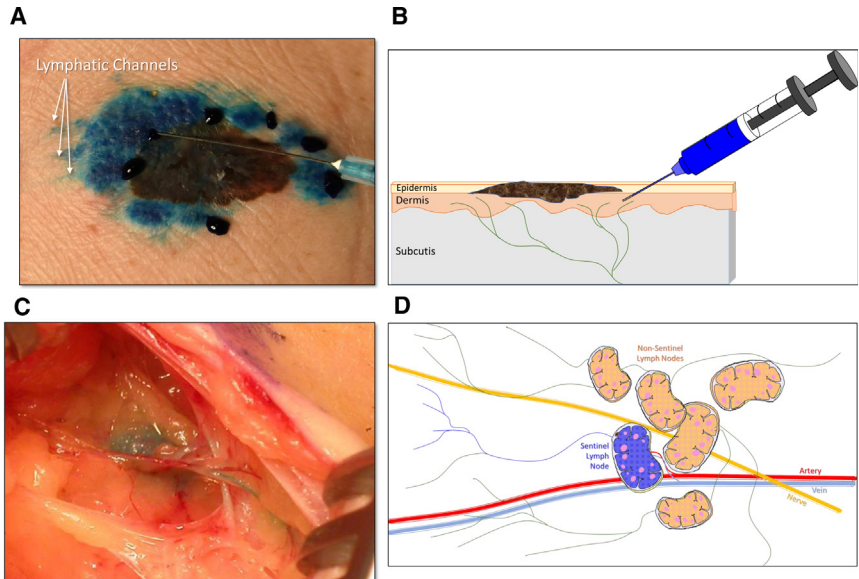 A
Lymphatic Channels
B
Epidermis
Dermis
Subcutis
C
D
Non-Sentinel
Lymph Nodes
Sentinel
Lymph
Node
Artery
Vein
Nerve